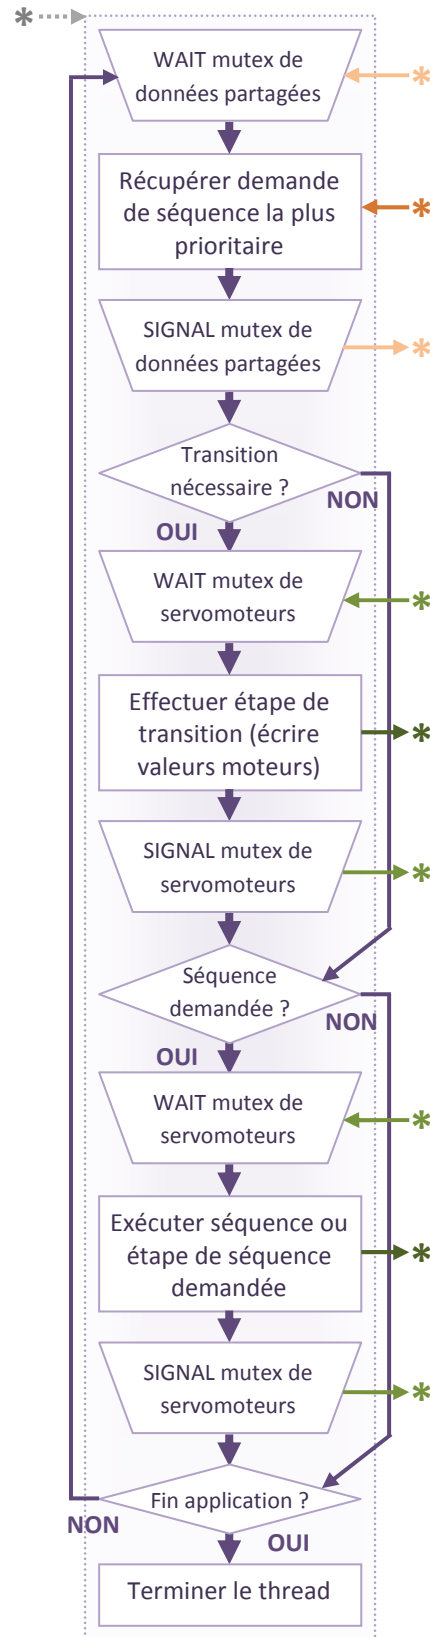 *
WAIT mutex de
données partagées
*
Récupérer demande
de séquence la plus
prioritaire
*
SIGNAL mutex de
données partagées
*
Transition
nécessaire ?
NON
OUI
WAIT mutex de
servomoteurs
*
Effectuer étape de
transition (écrire
valeurs moteurs)
*
SIGNAL mutex de
servomoteurs
*
Séquence
demandée ?
NON
OUI
WAIT mutex de
servomoteurs
*
Exécuter séquence ou
étape de séquence
demandée
*
SIGNAL mutex de
servomoteurs
*
Fin application ?
NON
OUI
Terminer le thread